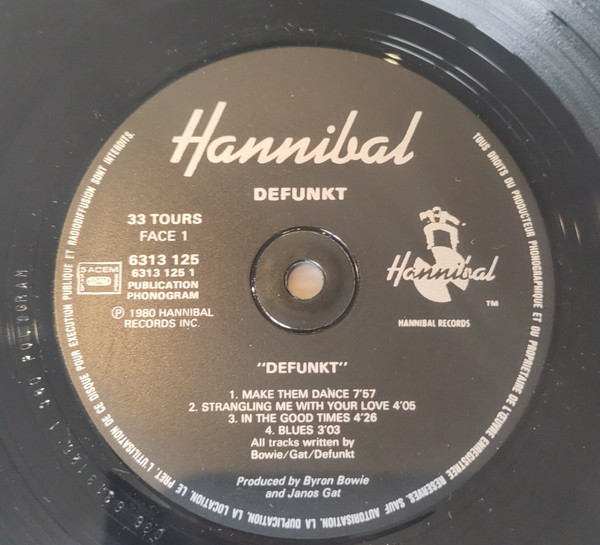 Hannibal
DEFUNKT
33 TOURS
FACE 1
6313 125
6313 125 1
PUBLICATION
PHONOGRAM
℗ 1980 HANNIBAL
RECORDS INC.
SACEM
Hannibal
TM
HANNIBAL RECORDS
"DEFUNKT"
1. MAKE THEM DANCE 7'57
2. STRANGLING ME WITH YOUR LOVE 4'05
3. IN THE GOOD TIMES 4'26
4. BLUES 3'03
All tracks written by
Bowie/Gat/Defunkt
Produced by Byron Bowie
and Janos Gat
TOUS DROITS DU PRODUCTEUR PHONOGRAPHIQUE ET DU PROPRIETAIRE DE L'ŒUVRE ENREGISTREE RESERVES. SAUF AUTORISATION, LA DUPLICATION, LA LOCATION, LE PRET, L'UTILISATION DE CE DISQUE POUR EXECUTION PUBLIQUE ET RADIODIFFUSION SONT INTERDITS.